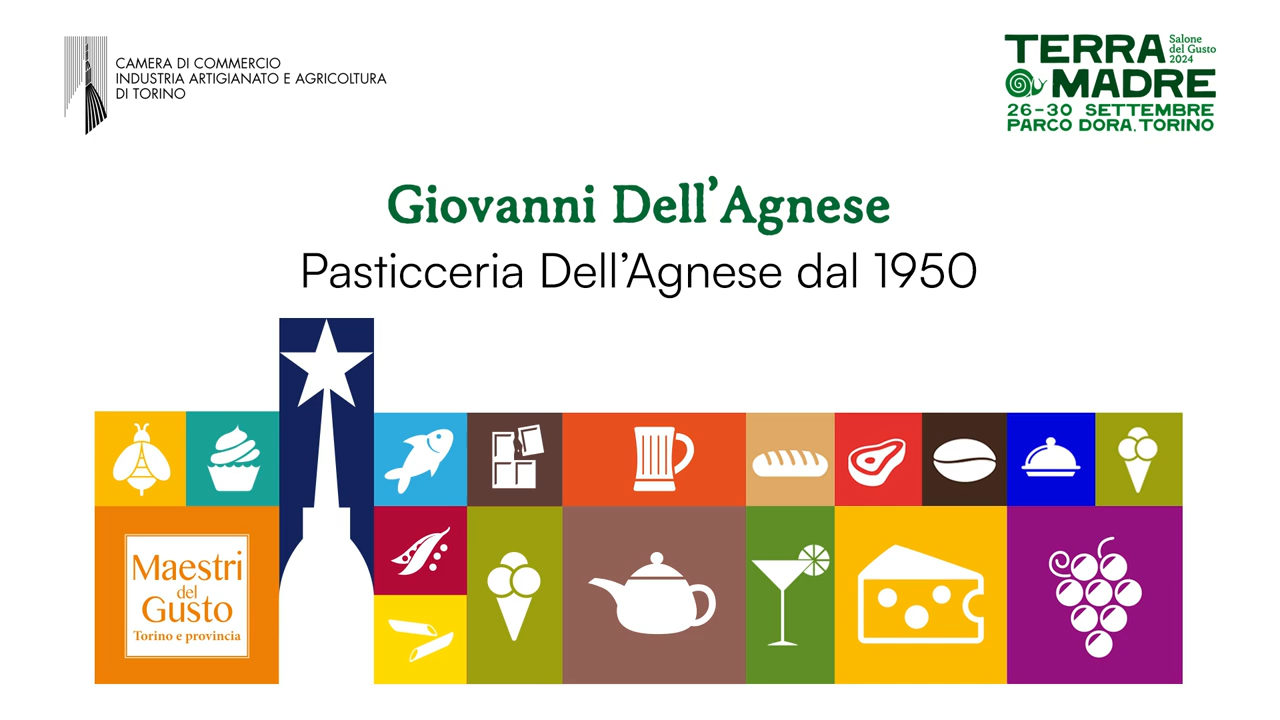 CAMERA DI COMMERCIO
INDUSTRIA ARTIGIANATO E AGRICOLTURA
DI TORINO
TERRA
Salone
del Gusto
2024
MADRE
26-30 SETTEMBRE
PARCO DORA, TORINO
Giovanni Dell'Agnese
Pasticceria Dell'Agnese dal 1950
Maestri
del
Gusto
Torino e provincia